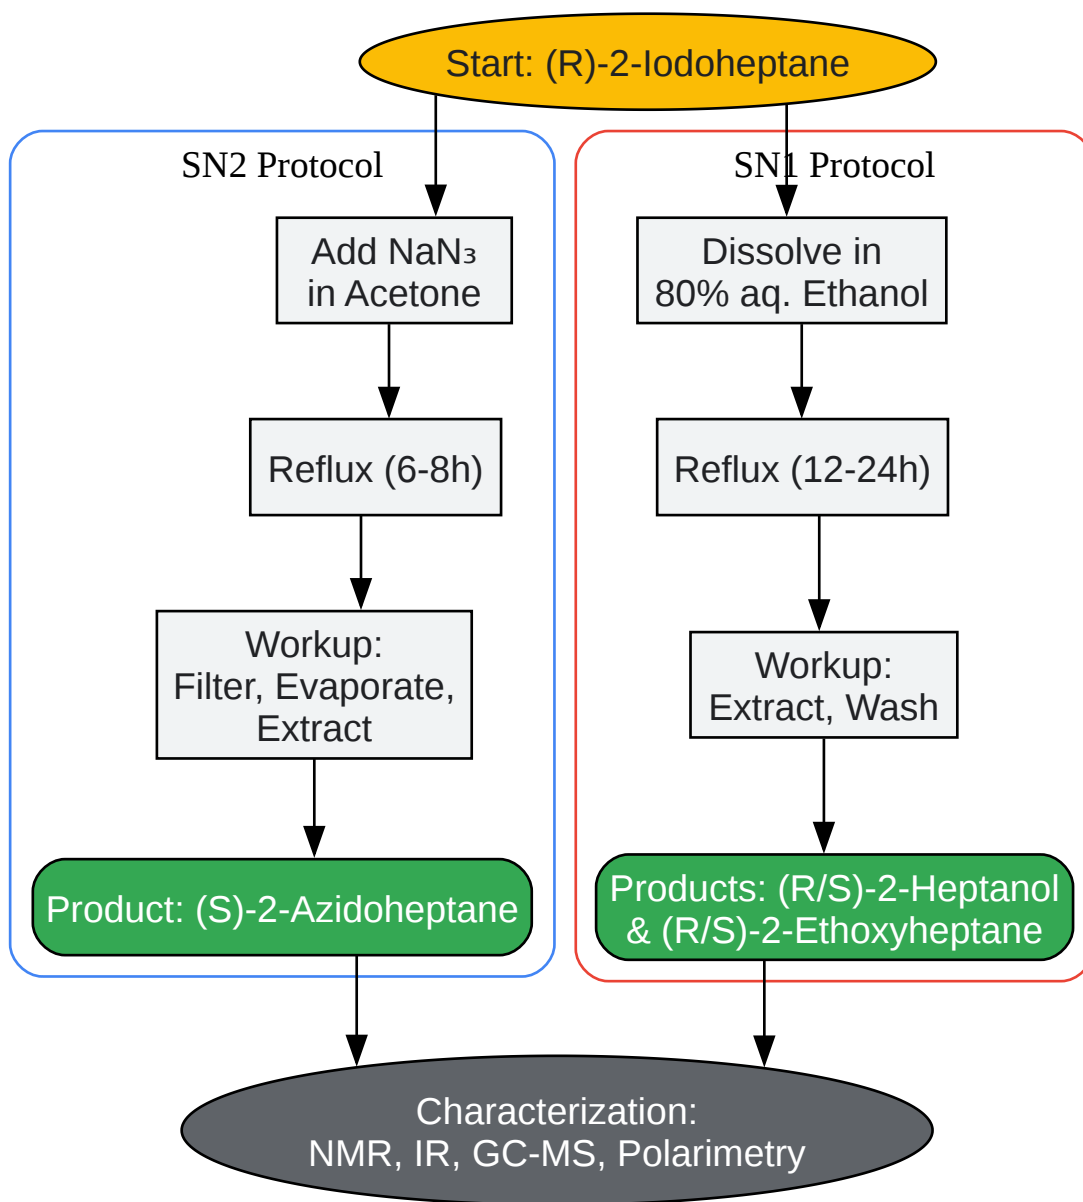 Start: (R)-2-Iodoheptane
SN2 Protocol
Add NaN₃
in Acetone
Reflux (6-8h)
Workup:
Filter, Evaporate,
Extract
Product: (S)-2-Azidoheptane
SN1 Protocol
Dissolve in
80% aq. Ethanol
Reflux (12-24h)
Workup:
Extract, Wash
Products: (R/S)-2-Heptanol
& (R/S)-2-Ethoxyheptane
Characterization:
NMR, IR, GC-MS, Polarimetry